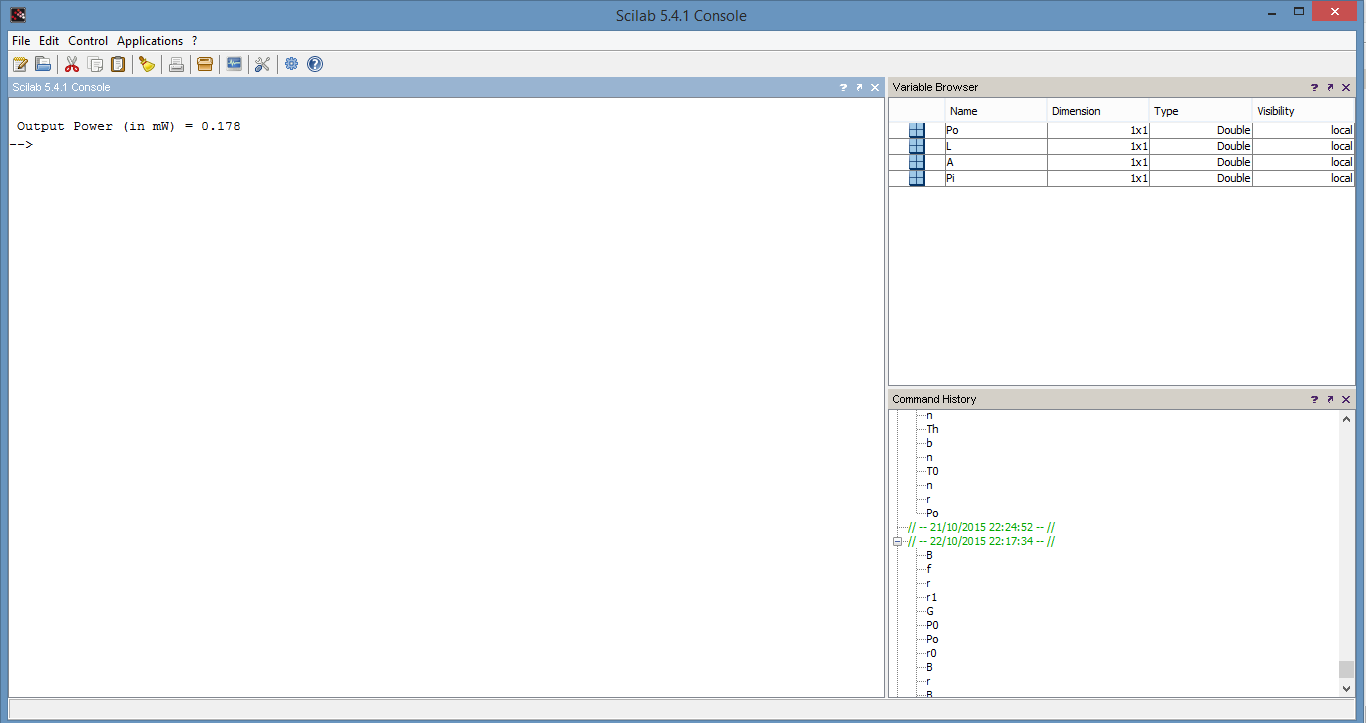 Scilab 5.4.1 Console
File Edit Control Applications ?
Scilab 5.4.1 Console
Output Power (in mW) = 0.178
-->
Variable Browser
Name Dimension Type Visibility
Po 1x1 Double local
L 1x1 Double local
A 1x1 Double local
Pi 1x1 Double local
Command History
n
Th
b
n
T0
n
r
Po
// -- 21/10/2015 22:24:52 -- //
// -- 22/10/2015 22:17:34 -- //
B
f
r
r1
G
P0
Po
r0
B
r
B